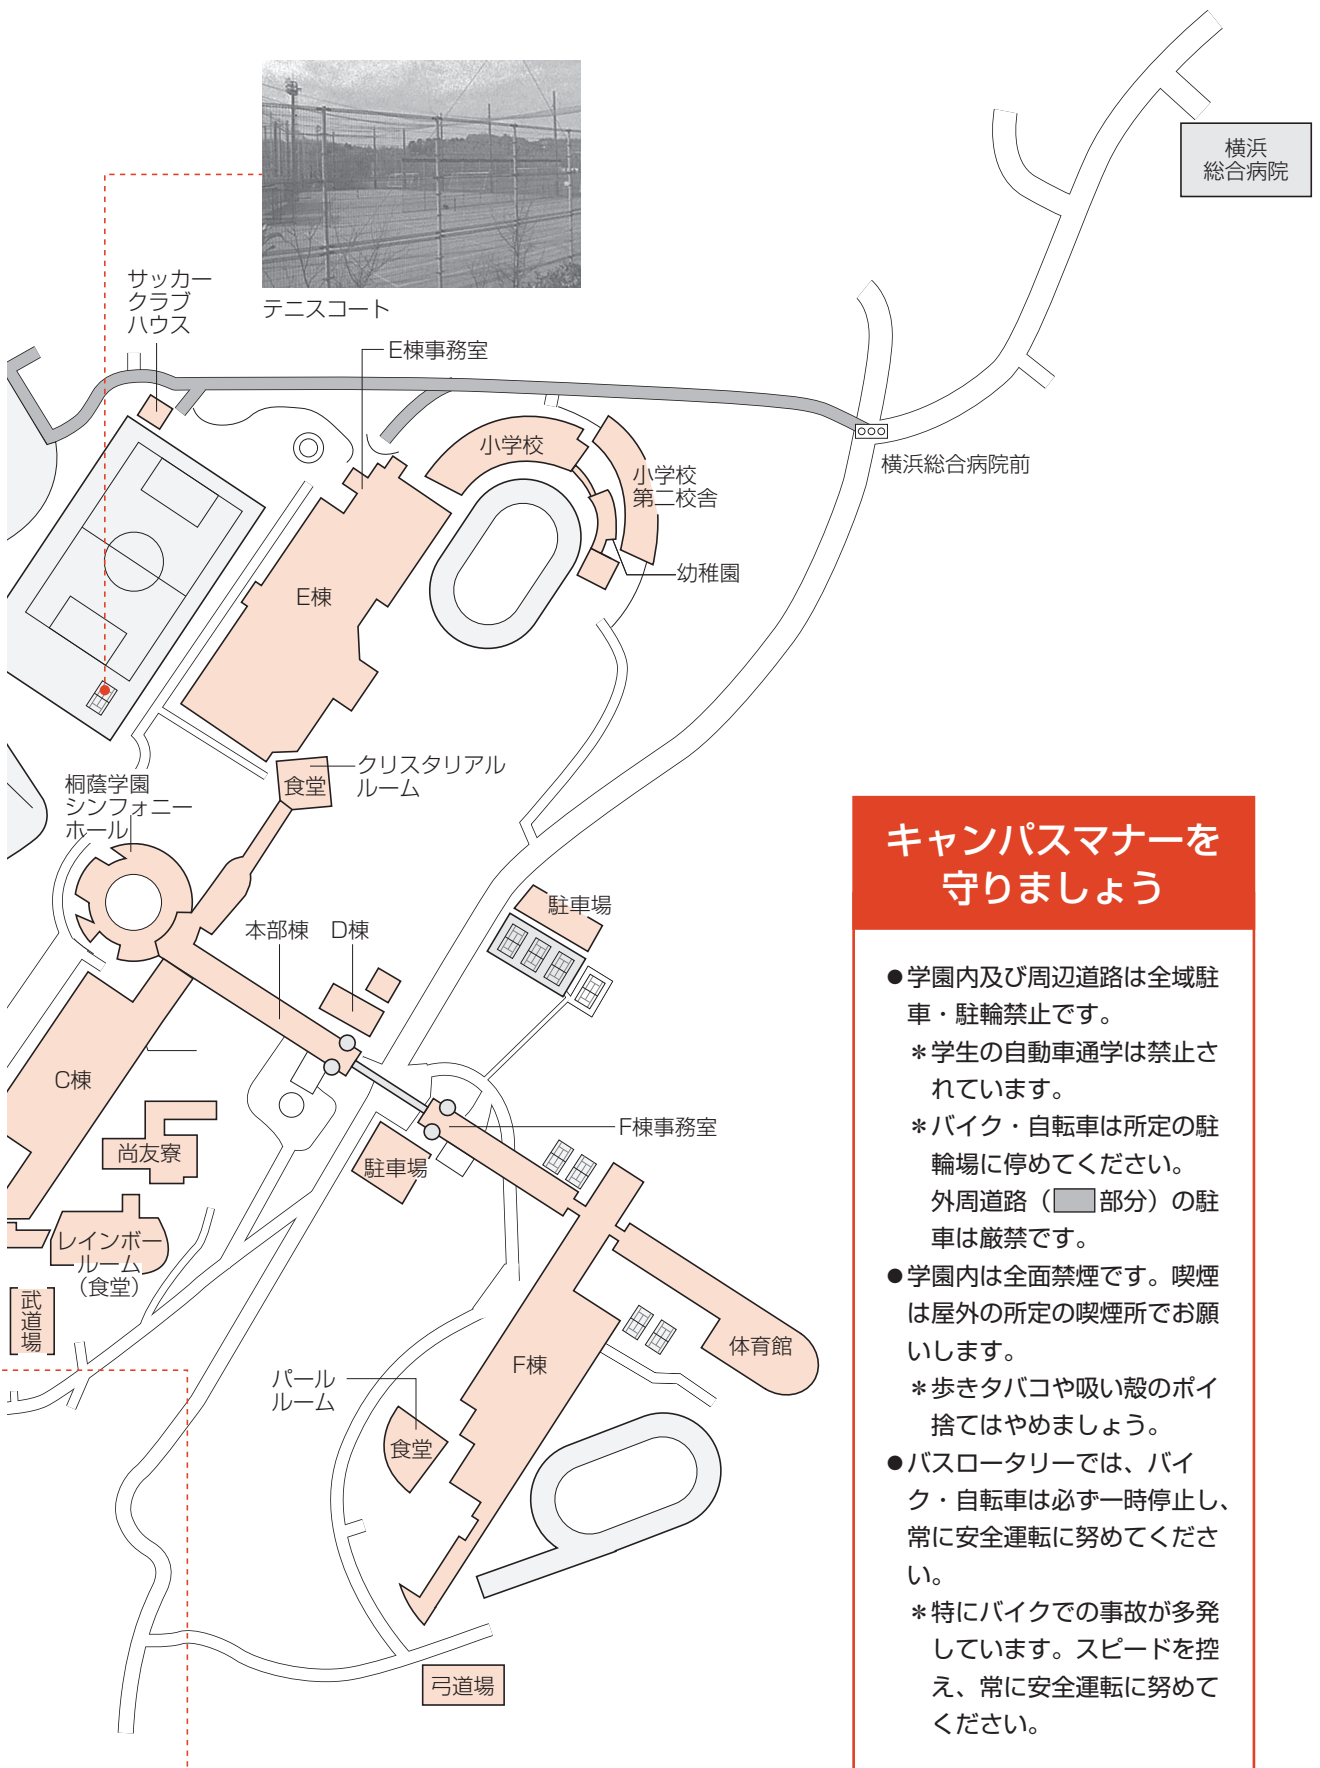 横浜
総合病院
サッカー
クラブ
ハウス
テニスコート
E棟事務室
小学校
小学校
第二校舎
横浜総合病院前
幼稚園
E棟
クリスタリアル
ルーム
食堂
桐蔭学園
シンフォニー
ホール
駐車場
本部棟
D棟
C棟
F棟事務室
尚友寮
駐車場
レインボー
ルーム
（食堂）
武道場
体育館
F棟
パール
ルーム
食堂
弓道場
キャンパスマナーを
守りましょう
●学園内及び周辺道路は全域駐
車・駐輪禁止です。
＊学生の自動車通学は禁止さ
れています。
＊バイク・自転車は所定の駐
輪場に停めてください。
外周道路（ 部分）の駐
車は厳禁です。
●学園内は全面禁煙です。喫煙
は屋外の所定の喫煙所でお願
いします。
＊歩きタバコや吸い殻のポイ
捨てはやめましょう。
●バスロータリーでは、バイ
ク・自転車は必ず一時停止し、
常に安全運転に努めてくださ
い。
＊特にバイクでの事故が多発
しています。スピードを控
え、常に安全運転に努めて
ください。